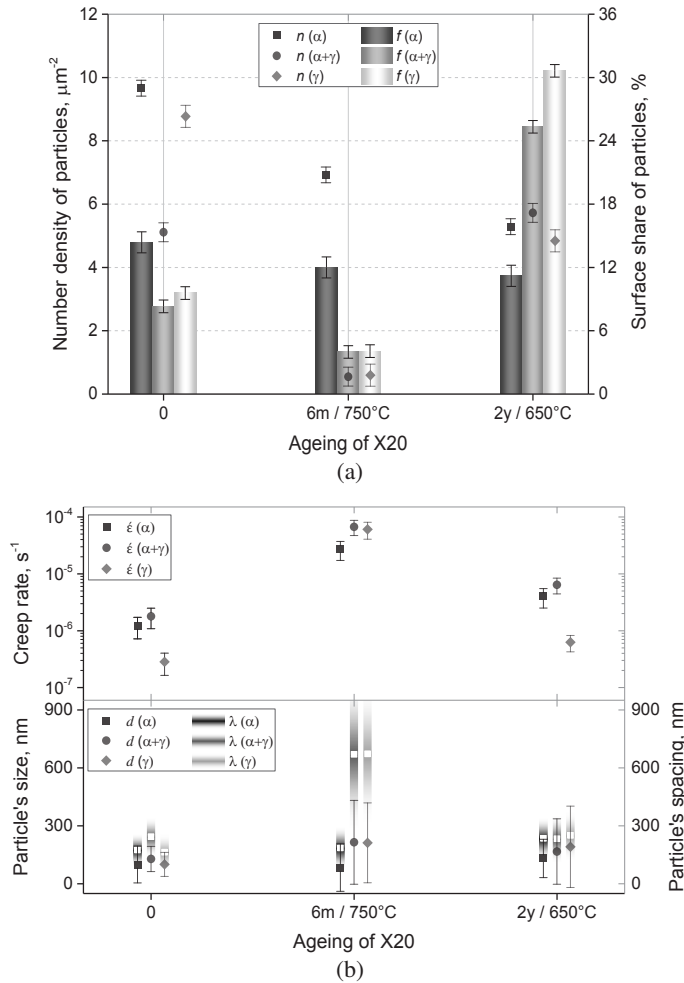 12
10
8
6
4
2
0
Number density of particles, μm⁻²
n (α)
n (α+γ)
n (γ)
f (α)
f (α+γ)
f (γ)
36
30
24
18
12
6
0
Surface share of particles, %
0
6m / 750°C
2y / 650°C
Ageing of X20
(a)
10⁻⁴
10⁻⁵
10⁻⁶
10⁻⁷
Creep rate, s⁻¹
έ (α)
έ (α+γ)
έ (γ)
900
600
300
0
Particle's size, nm
d (α)
d (α+γ)
d (γ)
λ (α)
λ (α+γ)
λ (γ)
900
600
300
0
Particle's spacing, nm
0
6m / 750°C
2y / 650°C
Ageing of X20
(b)